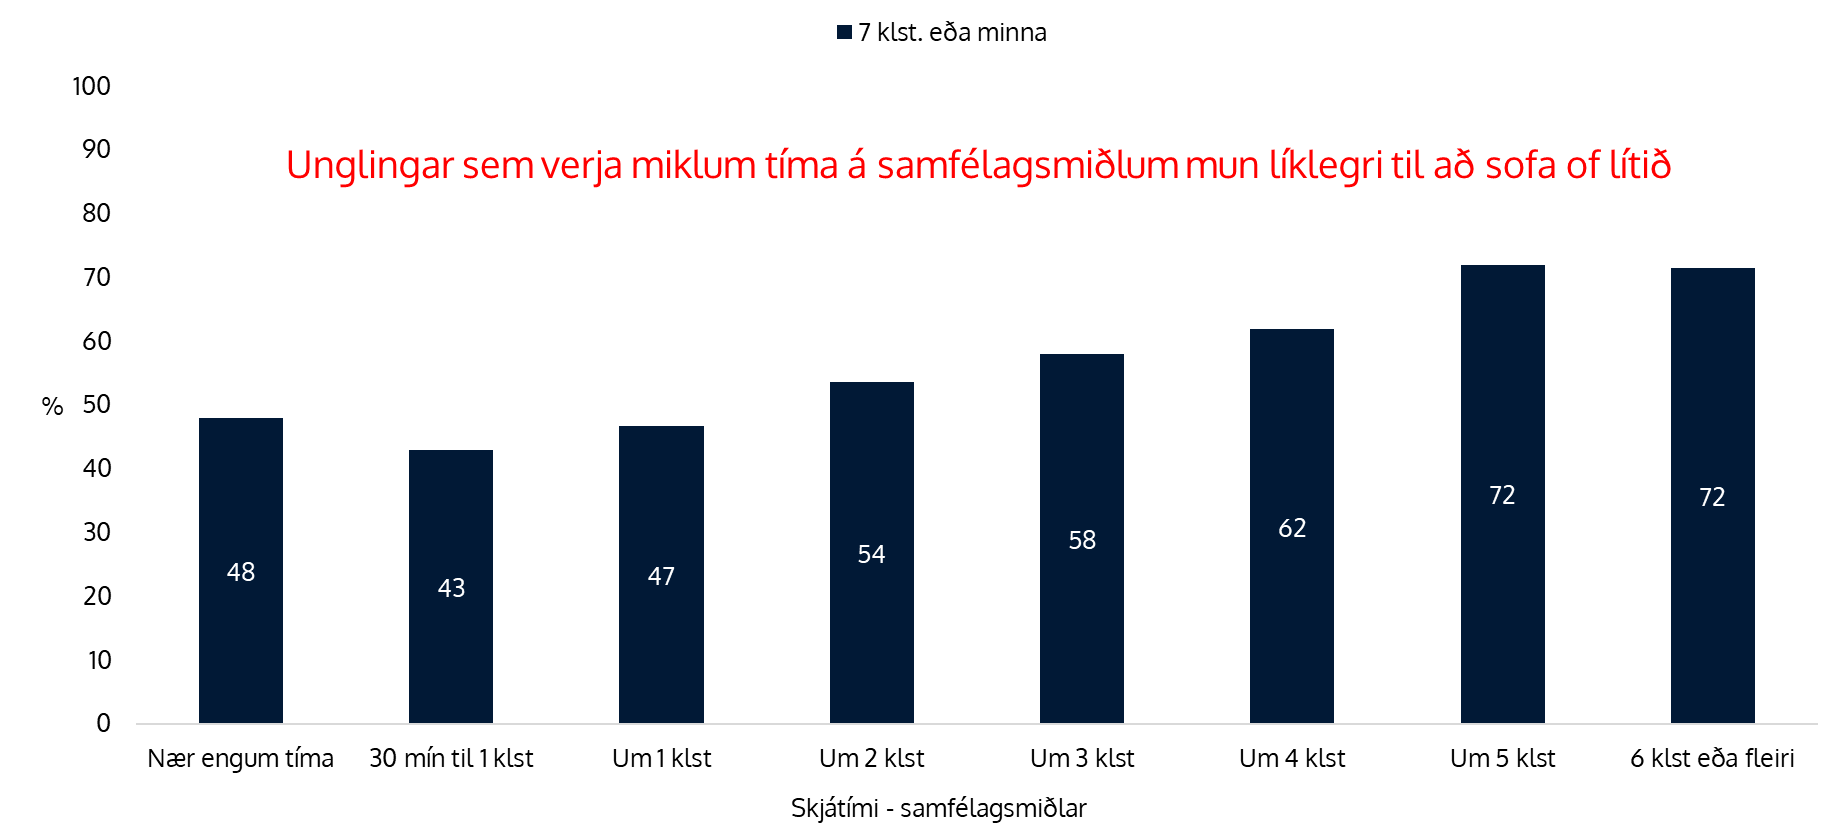 7 klst. eða minna
100
90
Unglingar sem verja miklum tíma á samfélagsmiðlum mun líklegri til að sofa of lítið
80
70
60
% 50
40
30
20
10
0
48 43 47 54 58 62 72 72
Nær engum tíma 30 mín til 1 klst Um 1 klst Um 2 klst Um 3 klst Um 4 klst Um 5 klst 6 klst eða fleiri
Skjátími - samfélagsmiðlar